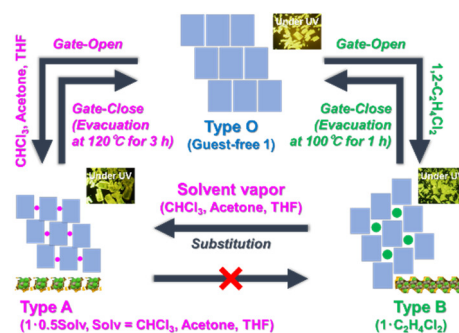 Under UV
Gate-Open
Gate-Open
CHCl₃, Acetone, THF
Gate-Close
(Evacuation
at 120℃ for 3 h)
Type O
(Guest-free 1)
Gate-Close
(Evacuation
at 100℃ for 1 h)
1,2-C₂H₄Cl₂
Under UV
Solvent vapor
(CHCl₃, Acetone, THF)
Substitution
Under UV
Type A
(1·0.5Solv, Solv = CHCl₃, Acetone, THF)
Type B
(1·C₂H₄Cl₂)